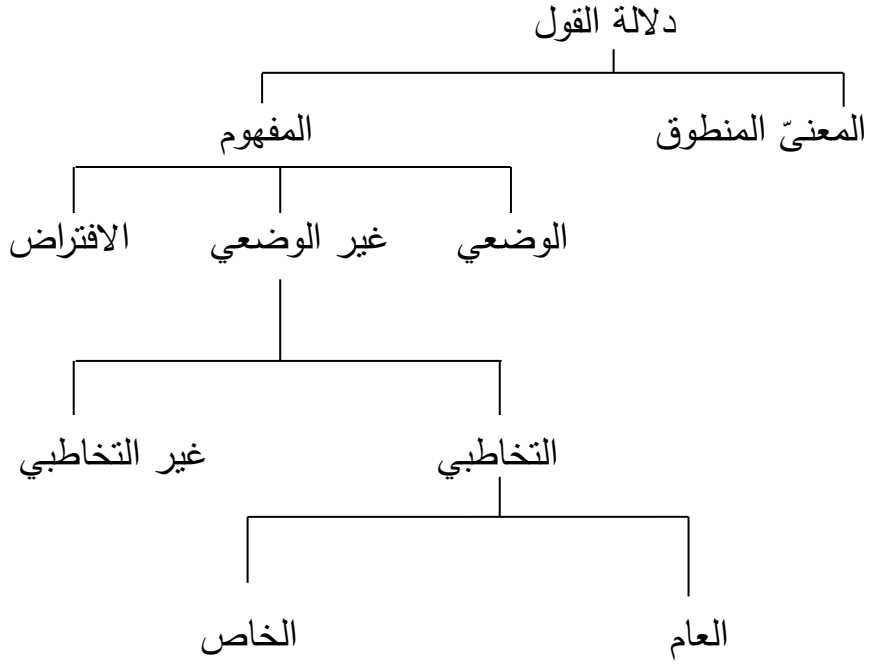 دلالة القول
المعنىّ المنطوق المفهوم
الوضعي غير الوضعي الافتراض
التخاطبي غير التخاطبي
العام الخاص